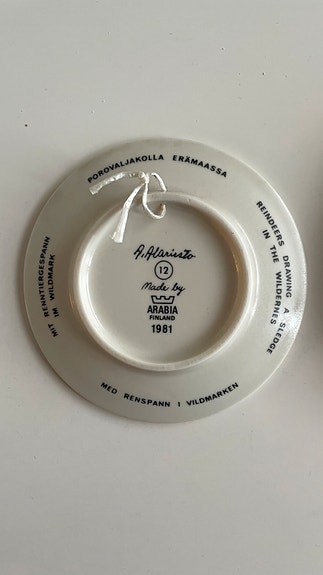 POROVALJAKOLLA ERÄMAASSA
REINDEERS DRAWING A SLEDGE
IN THE WILDERNES
MED RENSPANN I VILDMARKEN
MIT RENNTIERGESPANN
IM WILDMARK
A. Alariesto
12
Made by
ARABIA
FINLAND
1981